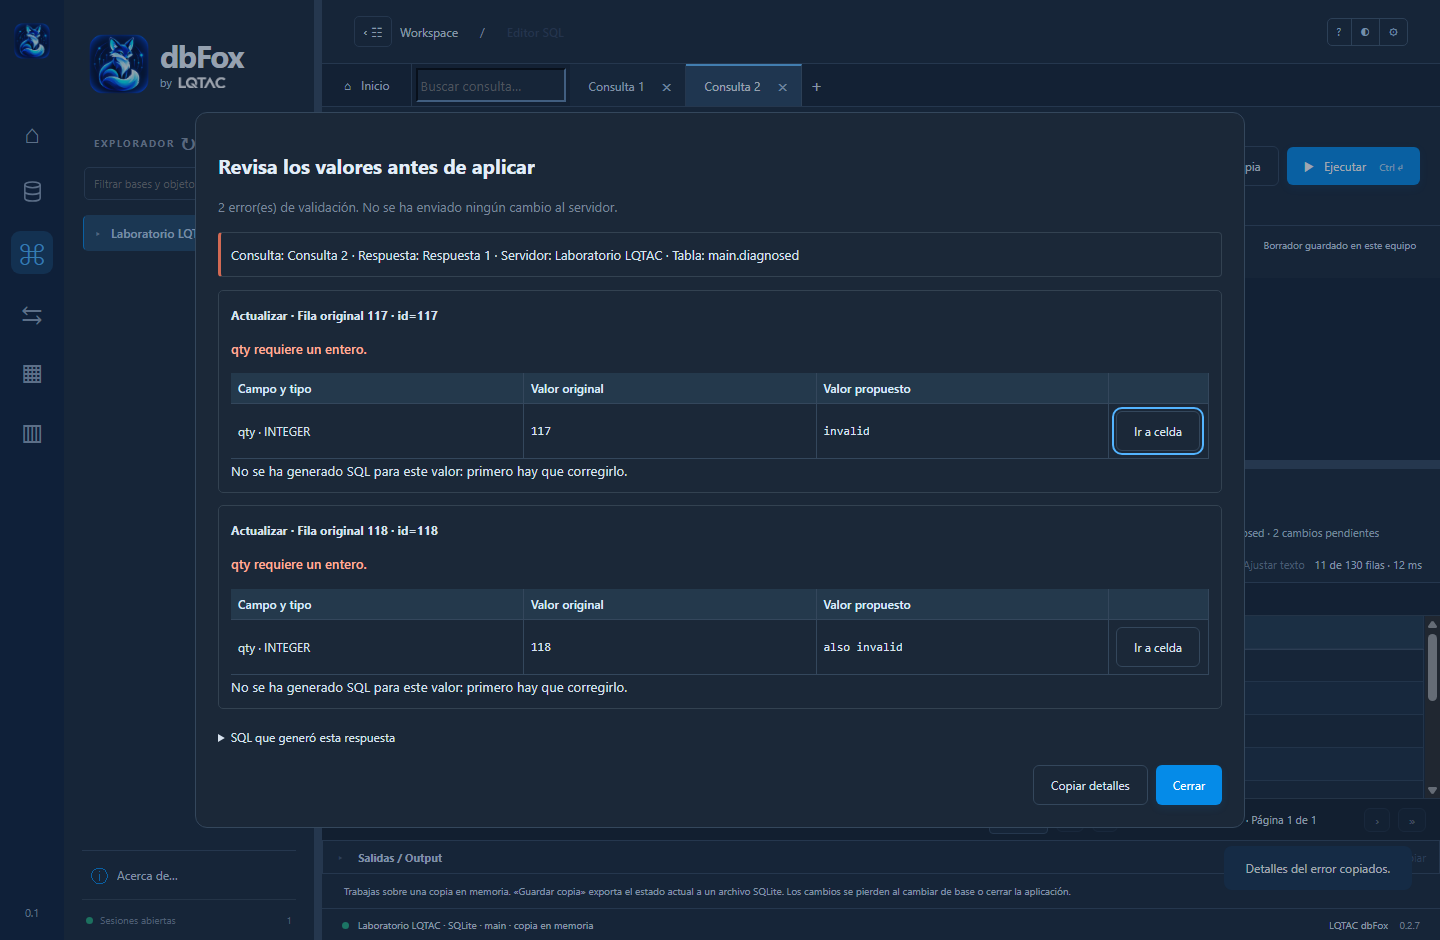 dbFox
by LQTAC
‹ Workspace / Editor SQL
?
Inicio
Buscar consulta...
Consulta 1 ×
Consulta 2 ×
+
EXPLORADOR
Filtrar bases y objeto
Laboratorio LQT
pia
Ejecutar Ctrl ↵
Borrador guardado en este equipo
Revisa los valores antes de aplicar
2 error(es) de validación. No se ha enviado ningún cambio al servidor.
Consulta: Consulta 2 · Respuesta: Respuesta 1 · Servidor: Laboratorio LQTAC · Tabla: main.diagnosed
Actualizar · Fila original 117 · id=117
qty requiere un entero.
Campo y tipo Valor original Valor propuesto
qty · INTEGER 117 invalid Ir a celda
No se ha generado SQL para este valor: primero hay que corregirlo.
Actualizar · Fila original 118 · id=118
qty requiere un entero.
Campo y tipo Valor original Valor propuesto
qty · INTEGER 118 also invalid Ir a celda
No se ha generado SQL para este valor: primero hay que corregirlo.
SQL que generó esta respuesta
Copiar detalles Cerrar
osed · 2 cambios pendientes
Ajustar texto 11 de 130 filas · 12 ms
· Página 1 de 1 › »
Salidas / Output
Detalles del error copiados.
Trabajas sobre una copia en memoria. «Guardar copia» exporta el estado actual a un archivo SQLite. Los cambios se pierden al cambiar de base o cerrar la aplicación.
Acerca de...
Sesiones abiertas 1
0.1
Laboratorio LQTAC · SQLite · main · copia en memoria
LQTAC dbFox 0.2.7